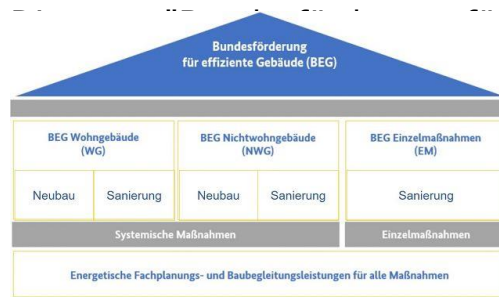 Bundesförderung
für effiziente Gebäude (BEG)
BEG Wohngebäude
(WG)
BEG Nichtwohngebäude
(NWG)
BEG Einzelmaßnahmen
(EM)
Neubau
Sanierung
Neubau
Sanierung
Sanierung
Systemische Maßnahmen
Einzelmaßnahmen
Energetische Fachplanungs- und Baubegleitungsleistungen für alle Maßnahmen